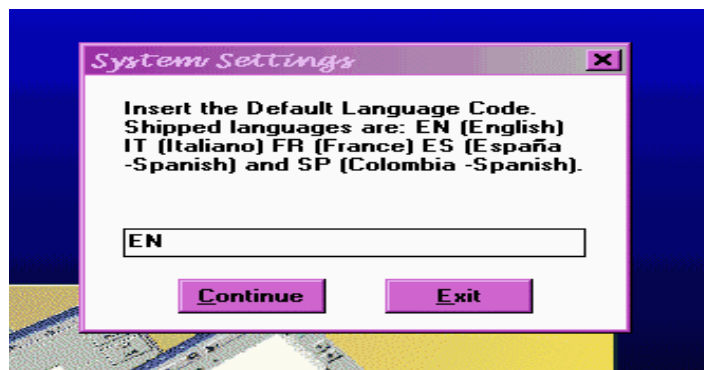 System Settings
Insert the Default Language Code.
Shipped languages are: EN (English)
IT (Italiano) FR (France) ES (España
-Spanish) and SP (Colombia -Spanish).
EN
Continue Exit